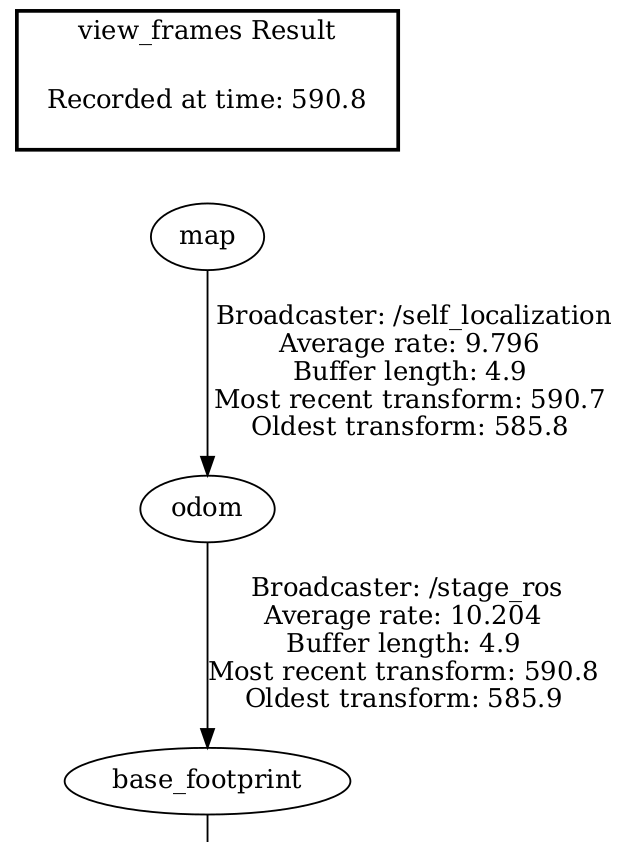 view_frames Result
Recorded at time: 590.8
map
Broadcaster: /self_localization
Average rate: 9.796
Buffer length: 4.9
Most recent transform: 590.7
Oldest transform: 585.8
odom
Broadcaster: /stage_ros
Average rate: 10.204
Buffer length: 4.9
Most recent transform: 590.8
Oldest transform: 585.9
base_footprint